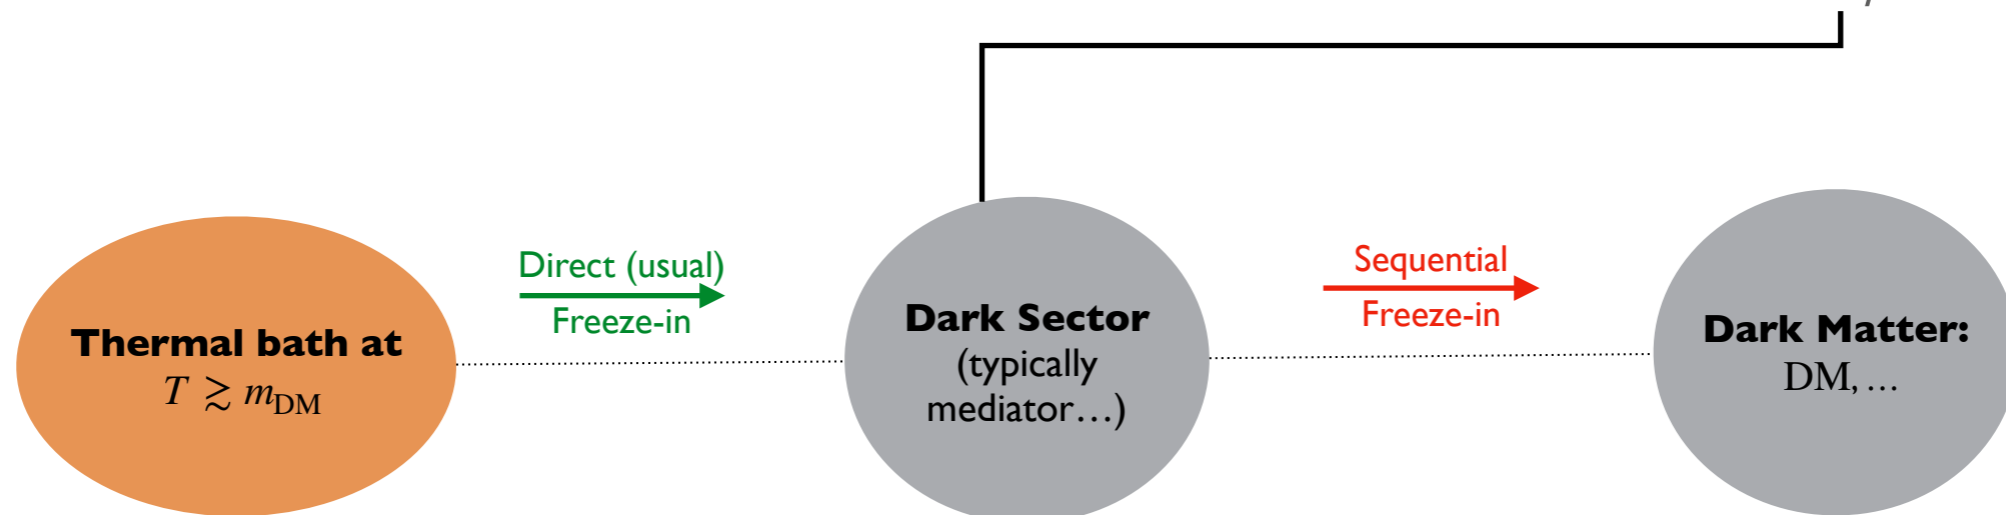 Thermal bath at
T ≳ m_DM
Direct (usual)
Freeze-in
Dark Sector
(typically
mediator…)
Sequential
Freeze-in
Dark Matter:
DM, …